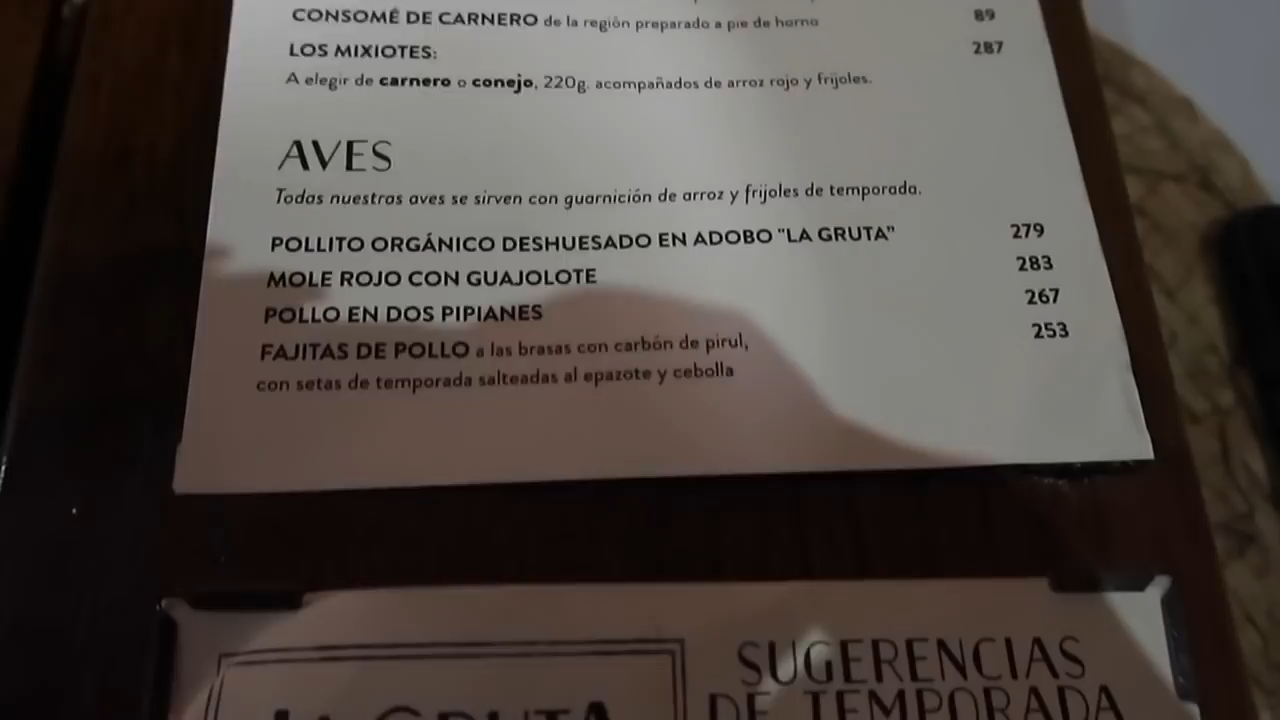 CONSOMÉ DE CARNERO de la región preparado a pie de horno 89
LOS MIXIOTES: 287
A elegir de carnero o conejo, 220g. acompañados de arroz rojo y frijoles.
AVES
Todas nuestras aves se sirven con guarnición de arroz y frijoles de temporada.
POLLITO ORGÁNICO DESHUESADO EN ADOBO "LA GRUTA" 279
MOLE ROJO CON GUAJOLOTE 283
POLLO EN DOS PIPIANES 267
FAJITAS DE POLLO a las brasas con carbón de pirul, 253
con setas de temporada salteadas al epazote y cebolla
LA GRUTA
SUGERENCIAS
DE TEMPORADA